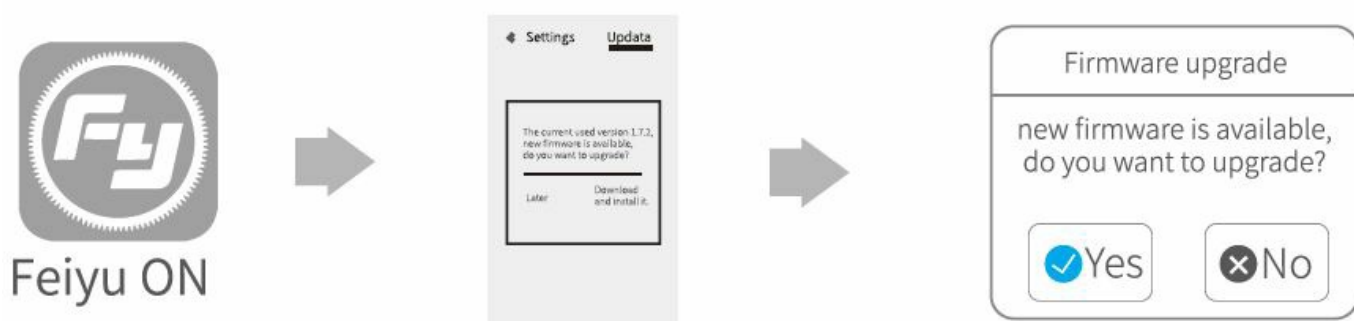 Fy
Feiyu ON
Settings Updata
The current used version 1.7.2,
new firmware is available,
do you want to upgrade?
Later
Download
and install it.
Firmware upgrade
new firmware is available,
do you want to upgrade?
Yes No